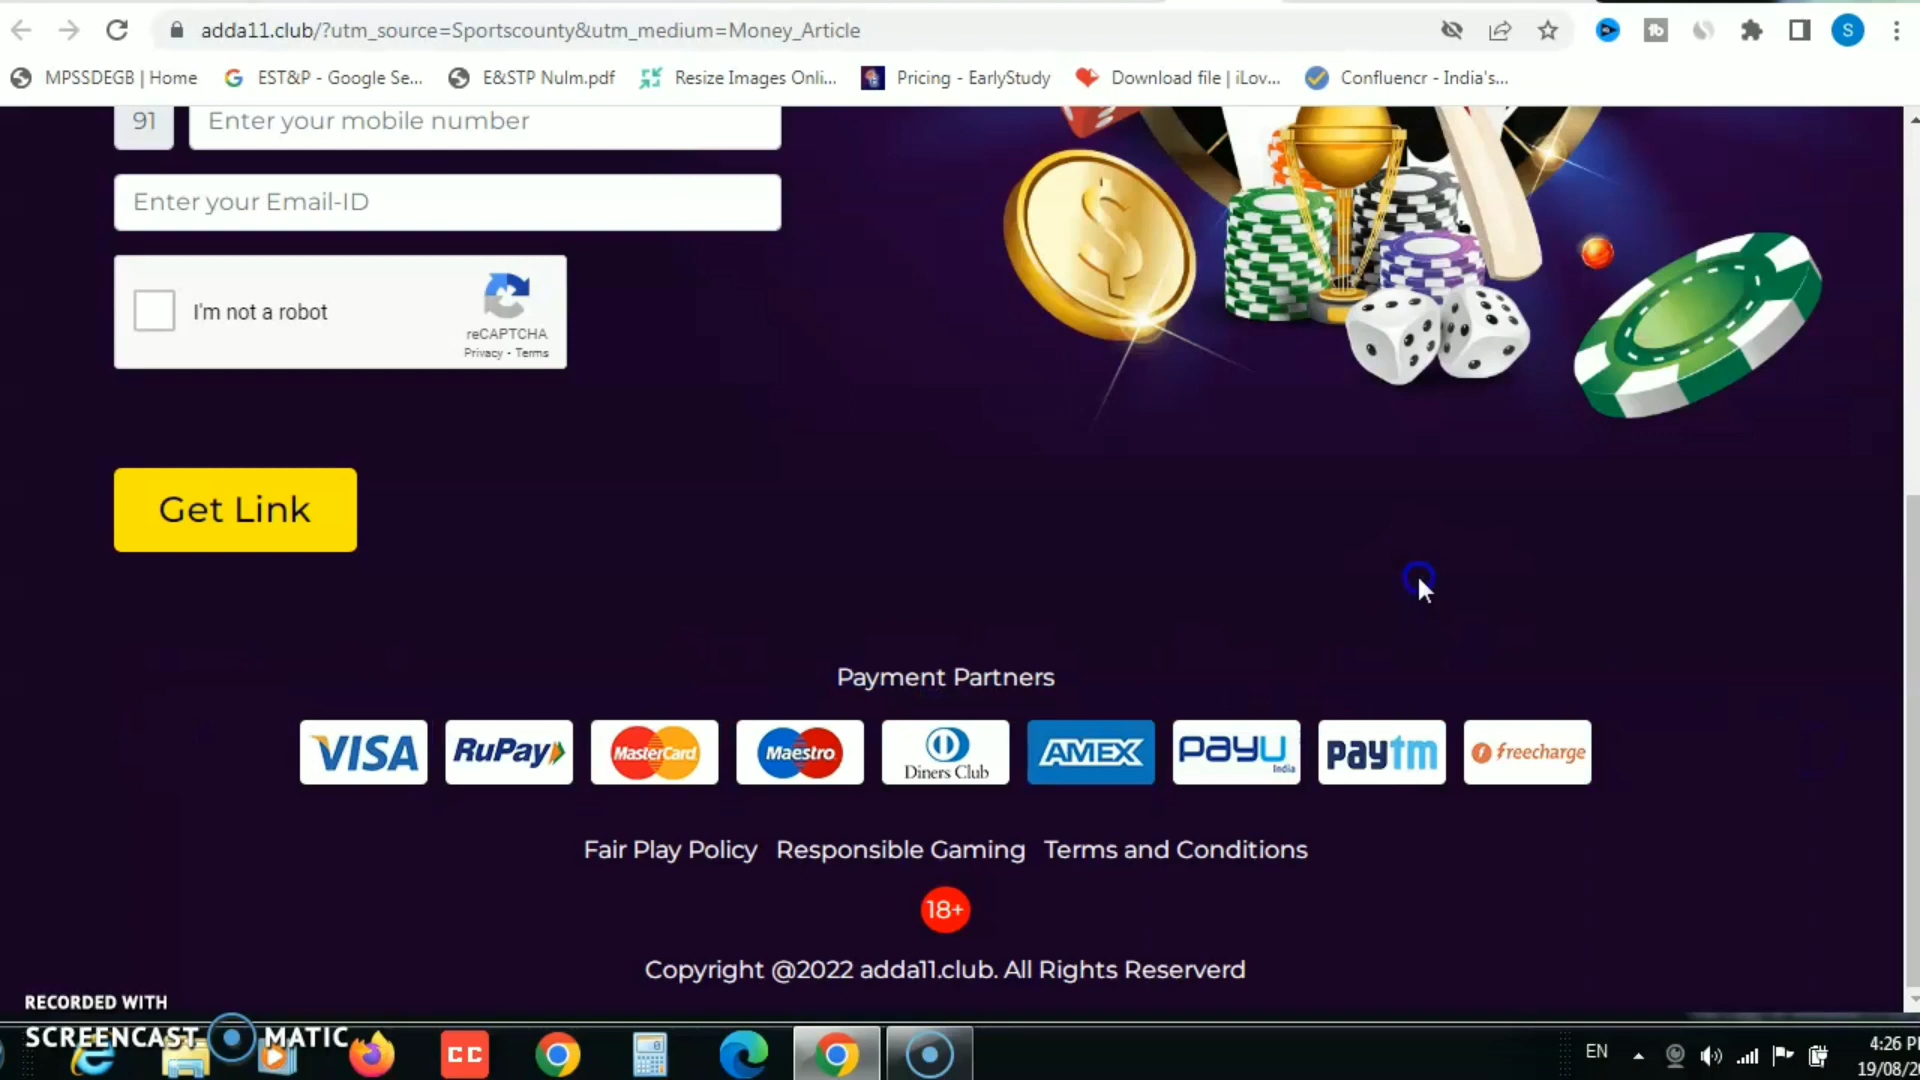 adda11.club/?utm_source=Sportscounty&utm_medium=Money_Article
S
MPSSDEGB | Home
EST&P - Google Se...
E&STP Nulm.pdf
Resize Images Onli...
Pricing - EarlyStudy
Download file | iLov...
Confluencr - India's...
91
Enter your mobile number
Enter your Email-ID
I'm not a robot
reCAPTCHA
Privacy - Terms
Get Link
Payment Partners
VISA
RuPay
MasterCard
Maestro
Diners Club
AMEX
PayU
India
paytm
freecharge
Fair Play Policy Responsible Gaming Terms and Conditions
18+
Copyright @2022 adda11.club. All Rights Reserverd
RECORDED WITH
SCREENCAST MATIC
CC
EN
4:26 P
19/08/2